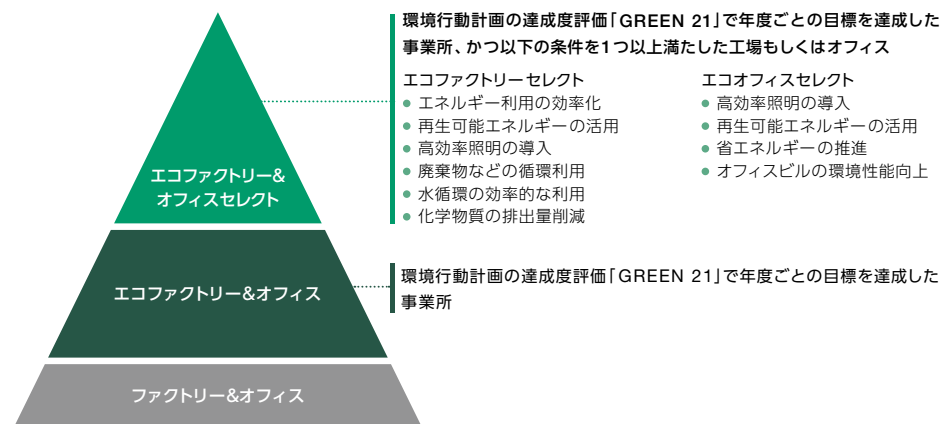 環境行動計画の達成度評価「GREEN 21」で年度ごとの目標を達成した
事業所、かつ以下の条件を1つ以上満たした工場もしくはオフィス
エコファクトリーセレクト
● エネルギー利用の効率化
● 再生可能エネルギーの活用
● 高効率照明の導入
● 廃棄物などの循環利用
● 水循環の効率的な利用
● 化学物質の排出量削減
エコオフィスセレクト
● 高効率照明の導入
● 再生可能エネルギーの活用
● 省エネルギーの推進
● オフィスビルの環境性能向上
エコファクトリー&
オフィスセレクト
環境行動計画の達成度評価「GREEN 21」で年度ごとの目標を達成した
事業所
エコファクトリー&オフィス
ファクトリー&オフィス